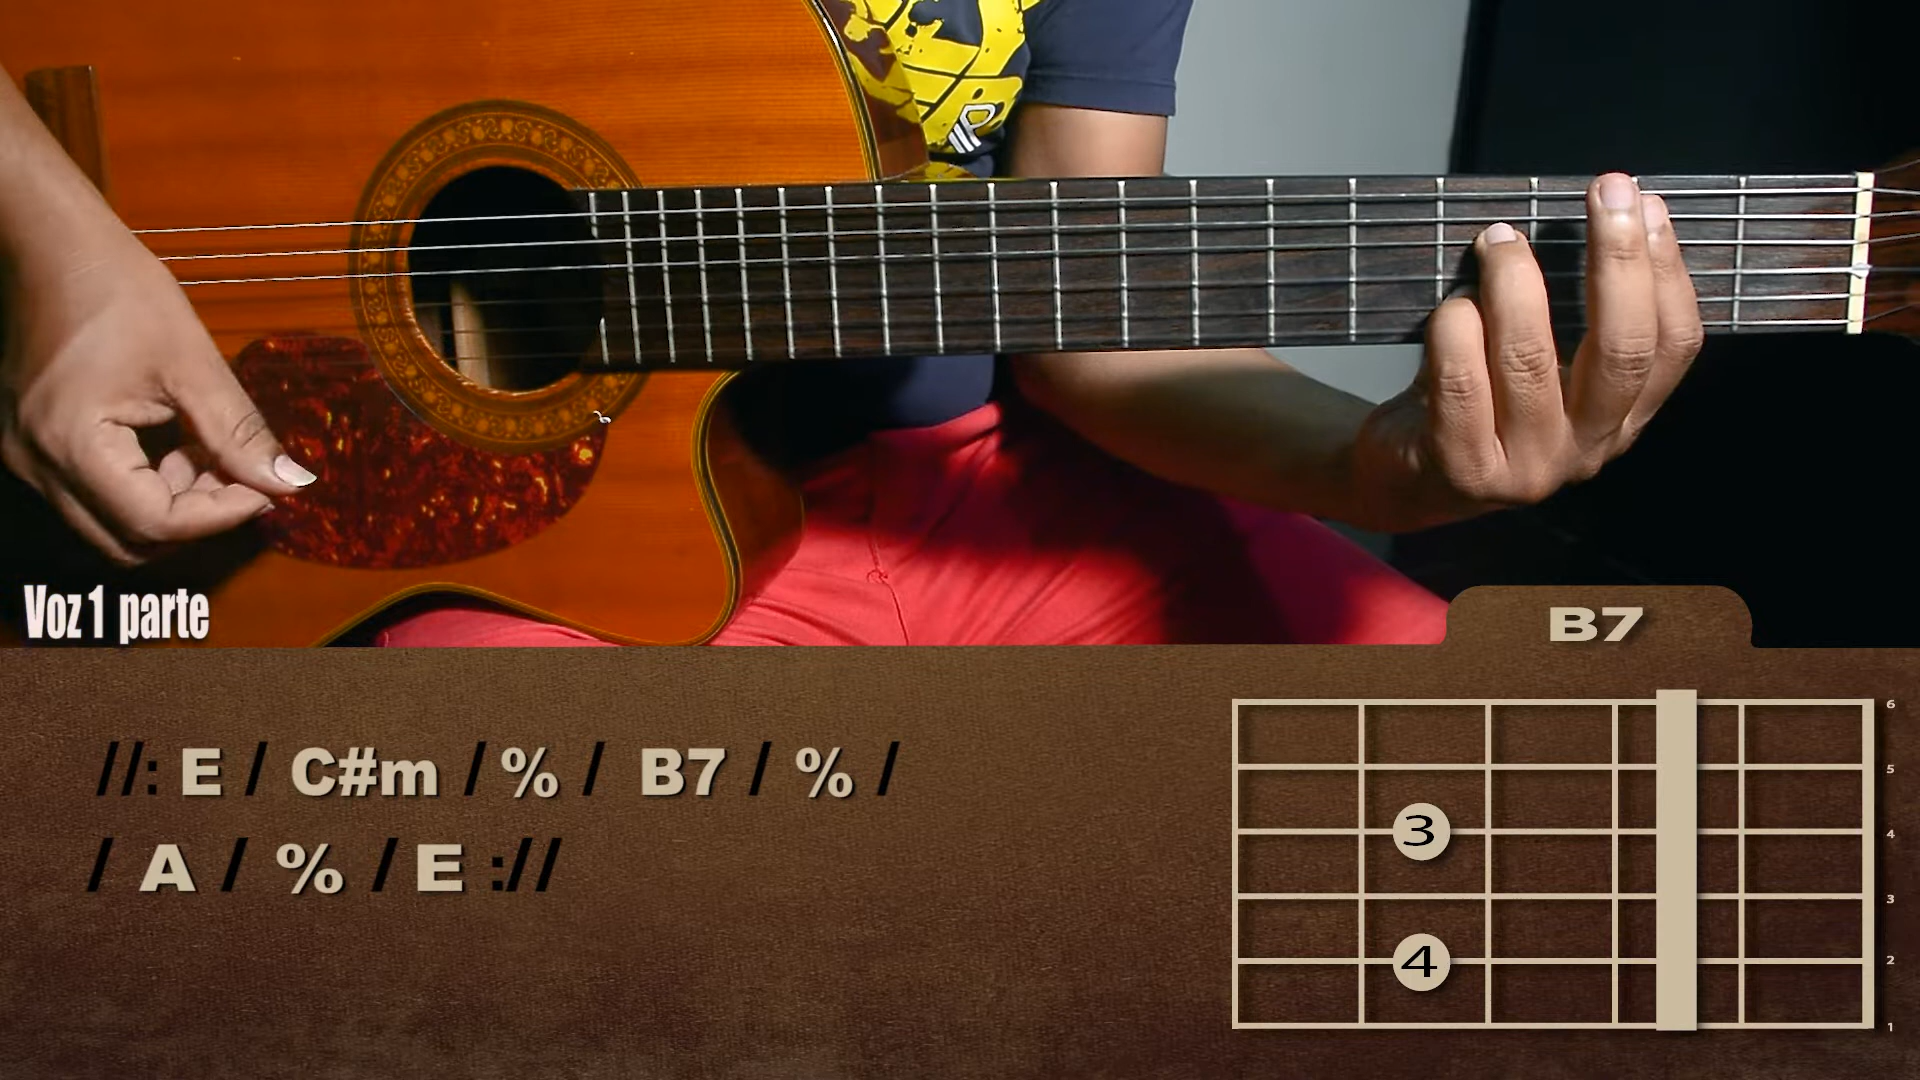 Voz 1 parte
B7
//: E / C#m / % / B7 / % /
/ A / % / E ://
6
5
3
4
3
4
2
1